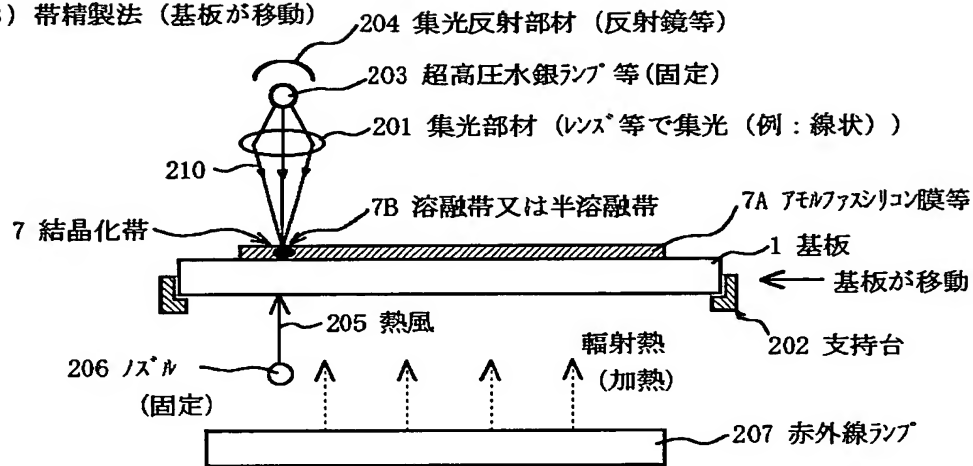 ) 帯精製法 (基板が移動)
204 集光反射部材 (反射鏡等)
203 超高圧水銀ランプ等(固定)
201 集光部材 (レンズ等で集光 (例:線状) )
210
7B 溶融帯又は半溶融帯
7A アモルファスシリコン膜等
7 結晶化帯
1 基板
基板が移動
205 熱風
202 支持台
206 ノズル
(固定)
輻射熱
(加熱)
207 赤外線ランプ